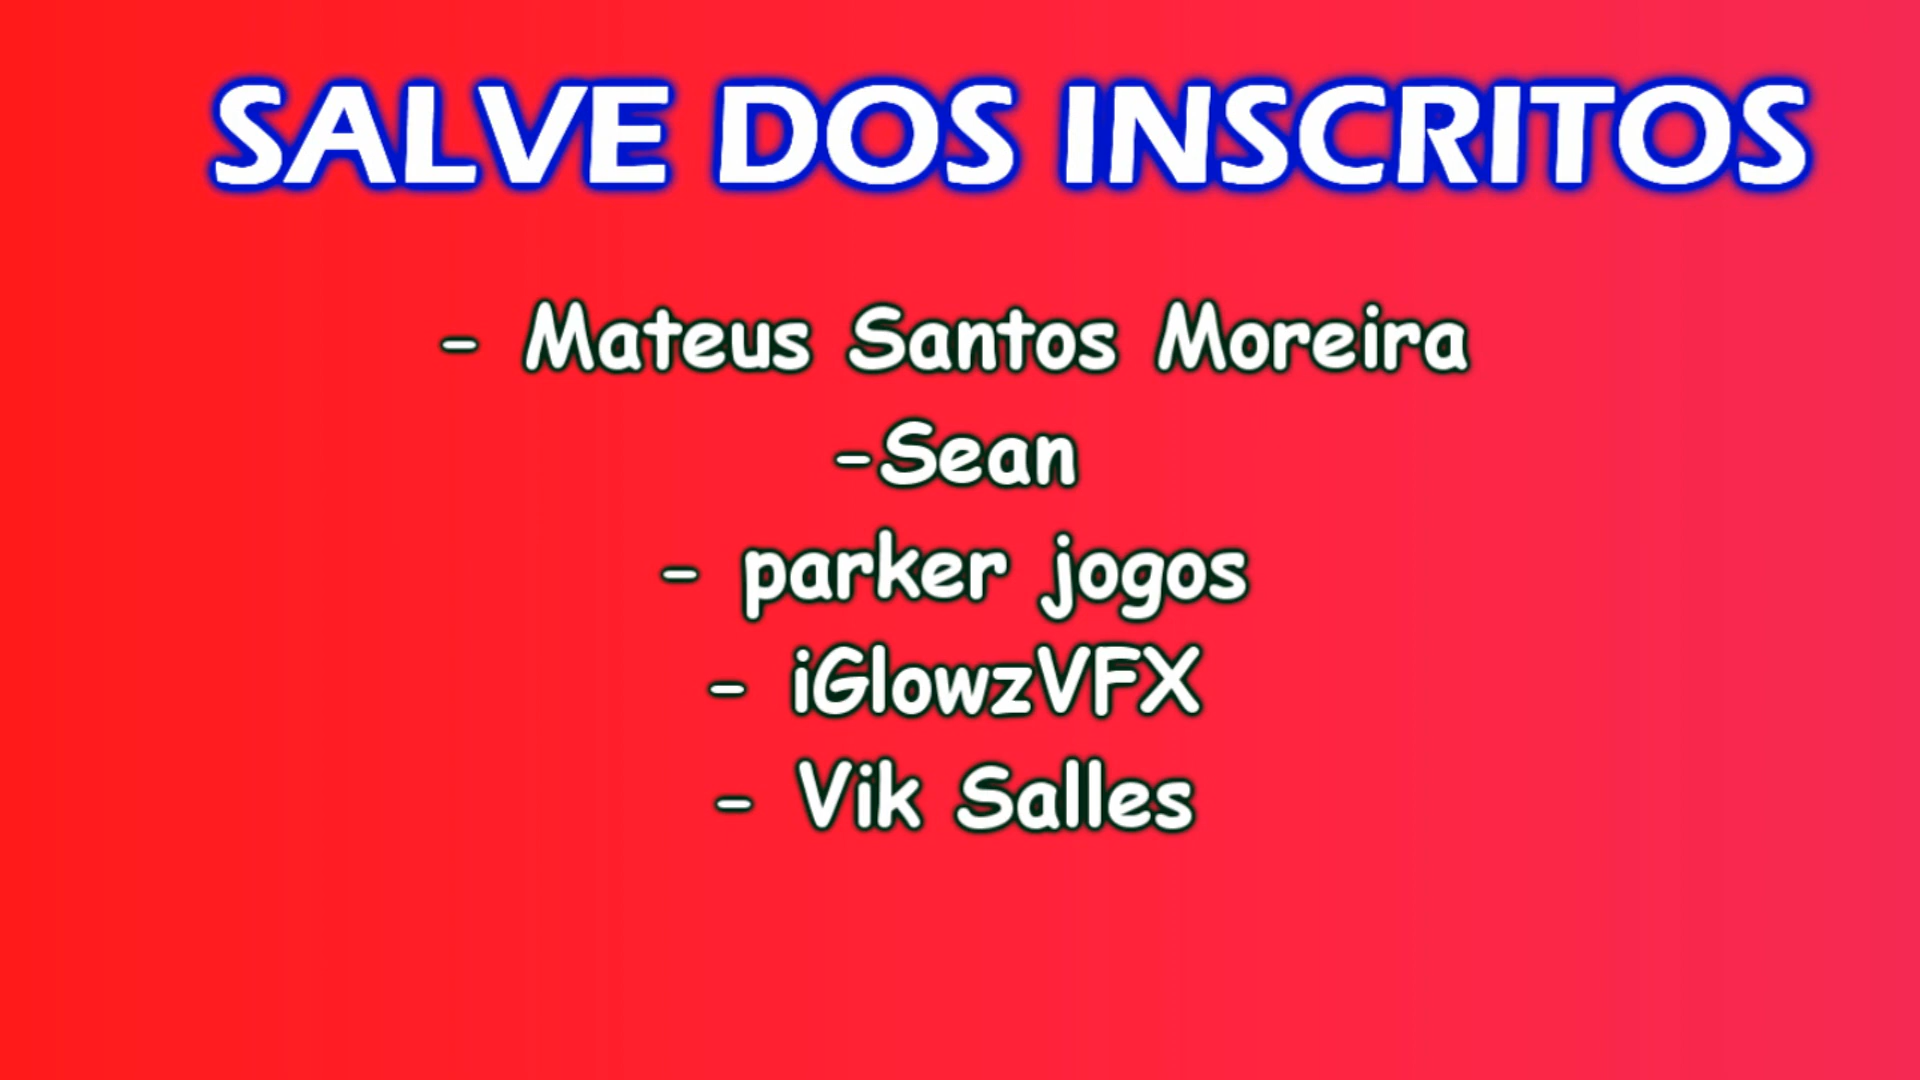 SALVE DOS INSCRITOS
- Mateus Santos Moreira
-Sean
- parker jogos
- iGlowzVFX
- Vik Salles